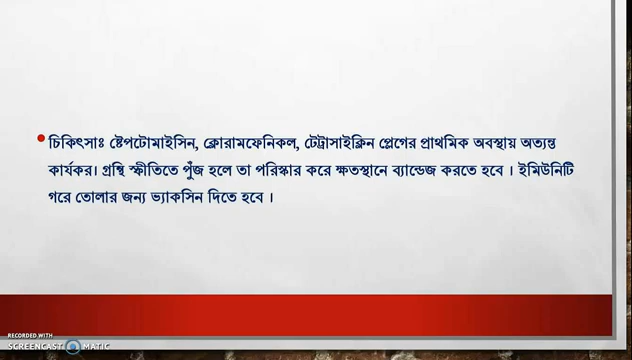 চিকিৎসাঃ ষ্টেপটোমাইসিন, ক্লোরামফেনিকল, টেট্রাসাইক্লিন প্লেগের প্রাথমিক অবস্থায় অত্যন্ত
কার্যকর। গ্রন্থি স্ফীতিতে পুঁজ হলে তা পরিস্কার করে ক্ষতস্থানে ব্যান্ডেজ করতে হবে । ইমিউনিটি
গরে তোলার জন্য ভ্যাকসিন দিতে হবে ।
RECORDED WITH
SCREENCAST MATIC